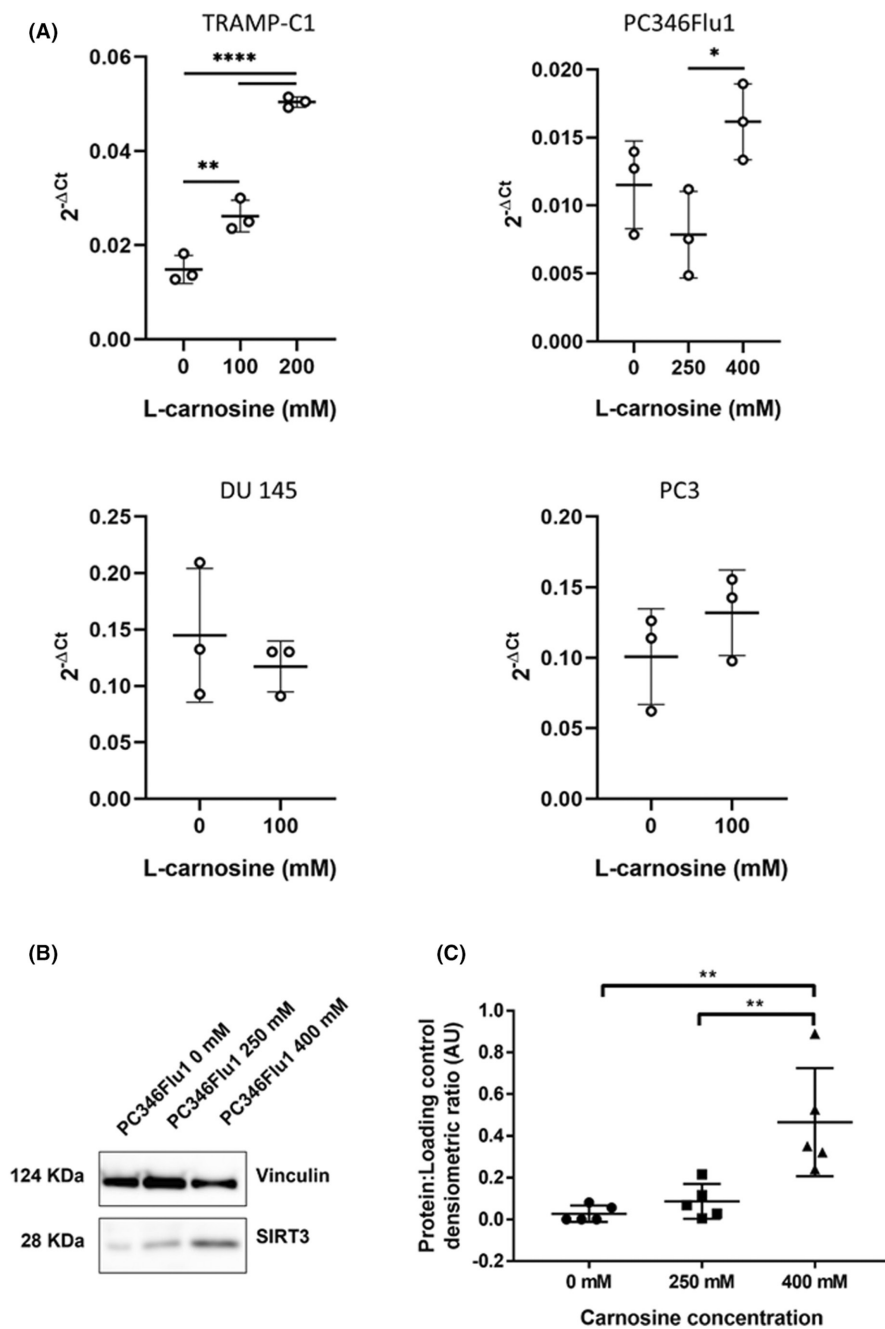 (A)
TRAMP-C1
0.06
0.04
0.02
0.00
2-ΔCt
****
**
0 100 200
L-carnosine (mM)
PC346Flu1
0.020
0.015
0.010
0.005
0.000
2-ΔCt
*
0 250 400
L-carnosine (mM)
DU 145
0.25
0.20
0.15
0.10
0.05
0.00
2-ΔCt
0 100
L-carnosine (mM)
PC3
0.20
0.15
0.10
0.05
0.00
2-ΔCt
0 100
L-carnosine (mM)
(B)
PC346Flu1 0 mM
PC346Flu1 250 mM
PC346Flu1 400 mM
124 KDa
Vinculin
28 KDa
SIRT3
(C)
**
**
Protein:Loading control
densiometric ratio (AU)
1.0
0.8
0.6
0.4
0.2
0.0
-0.2
0 mM 250 mM 400 mM
Carnosine concentration